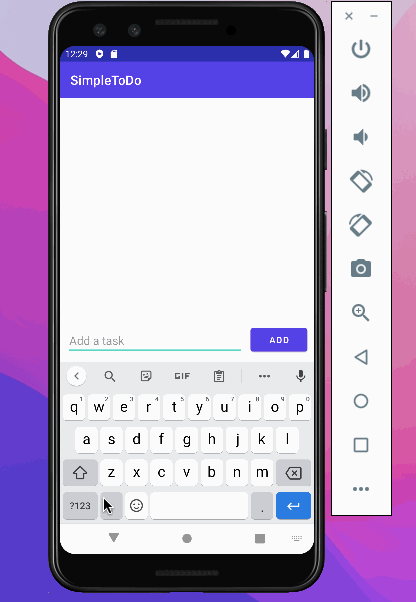 12:29
SimpleToDo
Add a task
ADD
GIF
q1 w2 e3 r4 t5 y6 u7 i8 o9 p0
a s d f g h j k l
z x c v b n m
?123 .